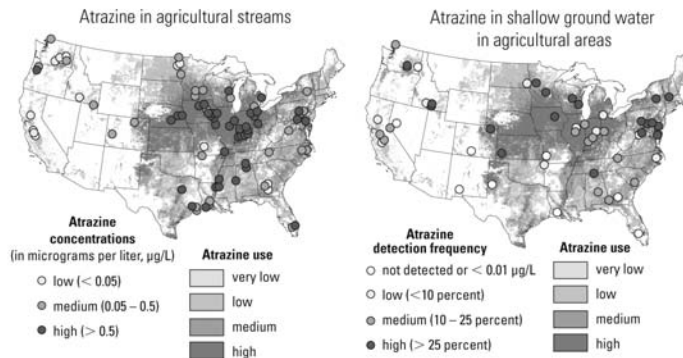 Atrazine in agricultural streams
Atrazine in shallow ground water
in agricultural areas
Atrazine
concentrations
(in micrograms per liter, μg/L)
low (< 0.05)
medium (0.05 – 0.5)
high (> 0.5)
Atrazine use
very low
low
medium
high
Atrazine
detection frequency
not detected or < 0.01 μg/L
low (<10 percent)
medium (10 – 25 percent)
high (> 25 percent)
Atrazine use
very low
low
medium
high